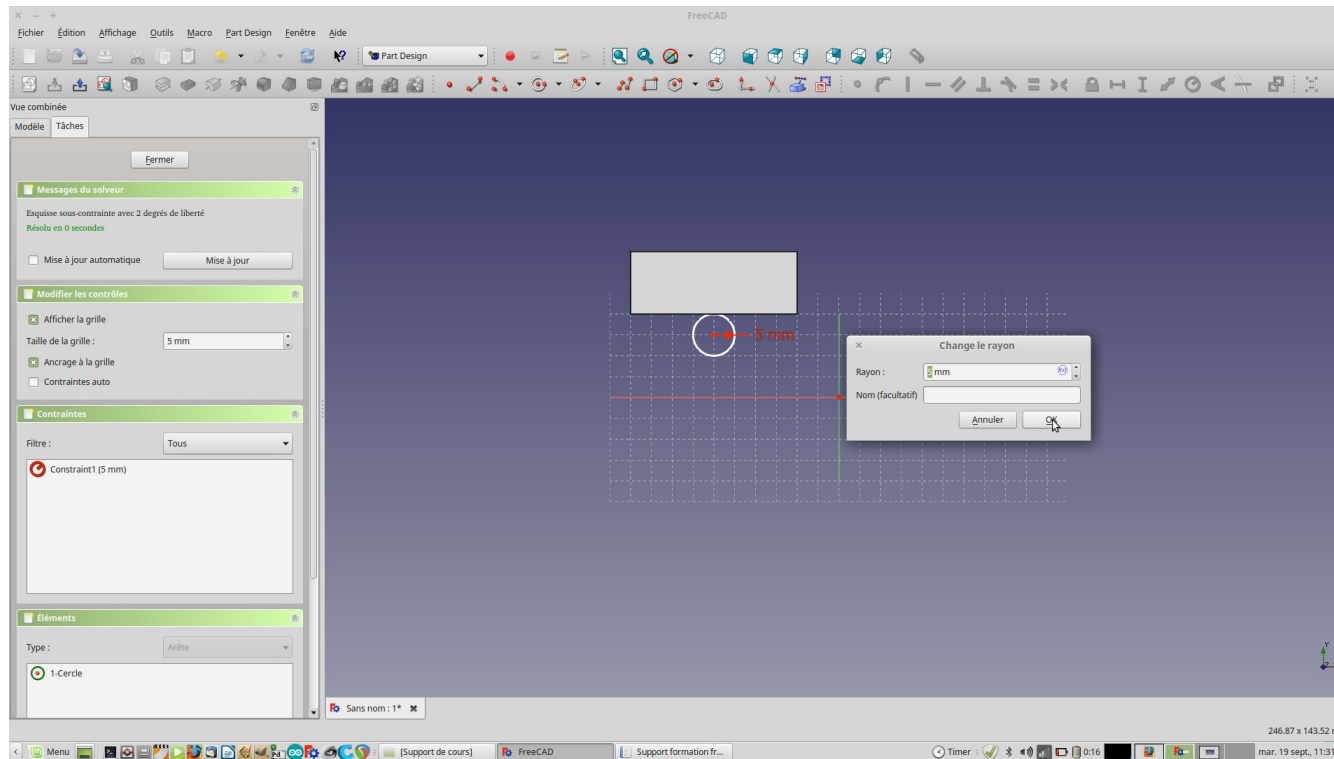 FreeCAD
Fichier Édition Affichage Outils Macro Part Design Fenêtre Aide
Part Design
Vue combinée
Modèle Tâches
Fermer
Messages du solveur
Esquisse sous-contrainte avec 2 degrés de liberté
Résolu en 0 secondes
Mise à jour automatique Mise à jour
Modifier les contrôles
Afficher la grille
Taille de la grille : 5 mm
Ancrage à la grille
Contraintes auto
Contraintes
Filtre : Tous
Constraint1 (5 mm)
Éléments
Type : Arête
1-Cercle
5 mm
Change le rayon
Rayon : 5 mm
Nom (facultatif)
Annuler OK
Y
Sans nom : 1*
246.87 x 143.52
Menu [Support de cours] FreeCAD Support formation fr... Timer 0:16 mar. 19 sept., 11:31